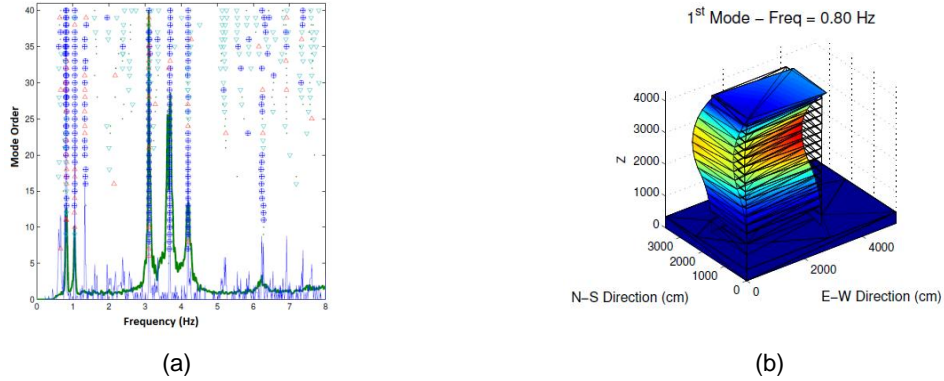 40
35
30
25
20
15
10
5
0
Mode Order
0 1 2 3 4 5 6 7 8
Frequency (Hz)
(a)
1st Mode – Freq = 0.80 Hz
4000
3000
2000
1000
0
Z
3000
2000
1000
0
0
2000
4000
N–S Direction (cm)
E–W Direction (cm)
(b)